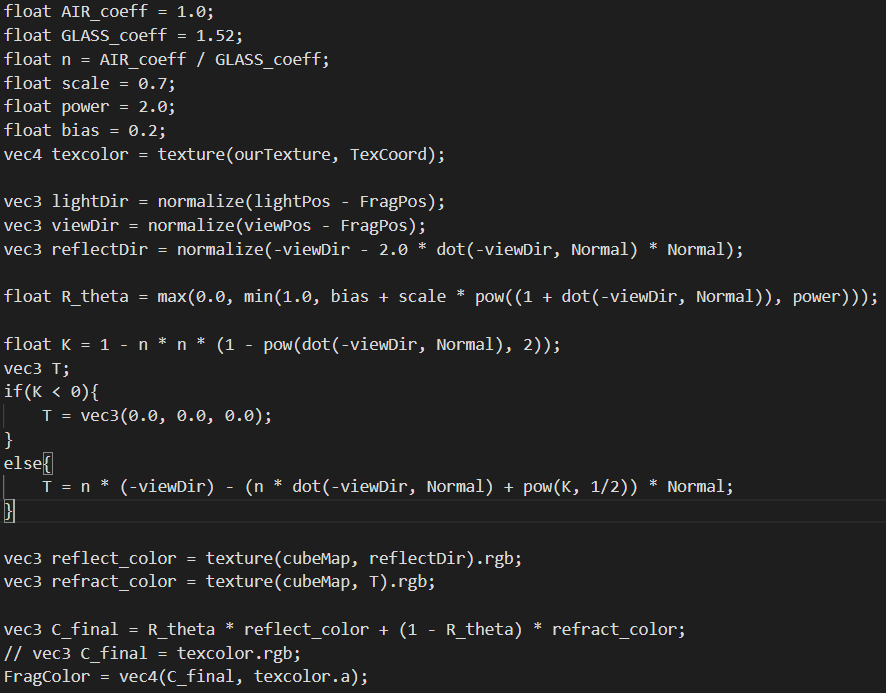 float AIR_coeff = 1.0;
float GLASS_coeff = 1.52;
float n = AIR_coeff / GLASS_coeff;
float scale = 0.7;
float power = 2.0;
float bias = 0.2;
vec4 texcolor = texture(ourTexture, TexCoord);

vec3 lightDir = normalize(lightPos - FragPos);
vec3 viewDir = normalize(viewPos - FragPos);
vec3 reflectDir = normalize(-viewDir - 2.0 * dot(-viewDir, Normal) * Normal);

float R_theta = max(0.0, min(1.0, bias + scale * pow((1 + dot(-viewDir, Normal)), power)));

float K = 1 - n * n * (1 - pow(dot(-viewDir, Normal), 2));
vec3 T;
if(K < 0){
    T = vec3(0.0, 0.0, 0.0);
}
else{
    T = n * (-viewDir) - (n * dot(-viewDir, Normal) + pow(K, 1/2)) * Normal;
}

vec3 reflect_color = texture(cubeMap, reflectDir).rgb;
vec3 refract_color = texture(cubeMap, T).rgb;

vec3 C_final = R_theta * reflect_color + (1 - R_theta) * refract_color;
// vec3 C_final = texcolor.rgb;
FragColor = vec4(C_final, texcolor.a);